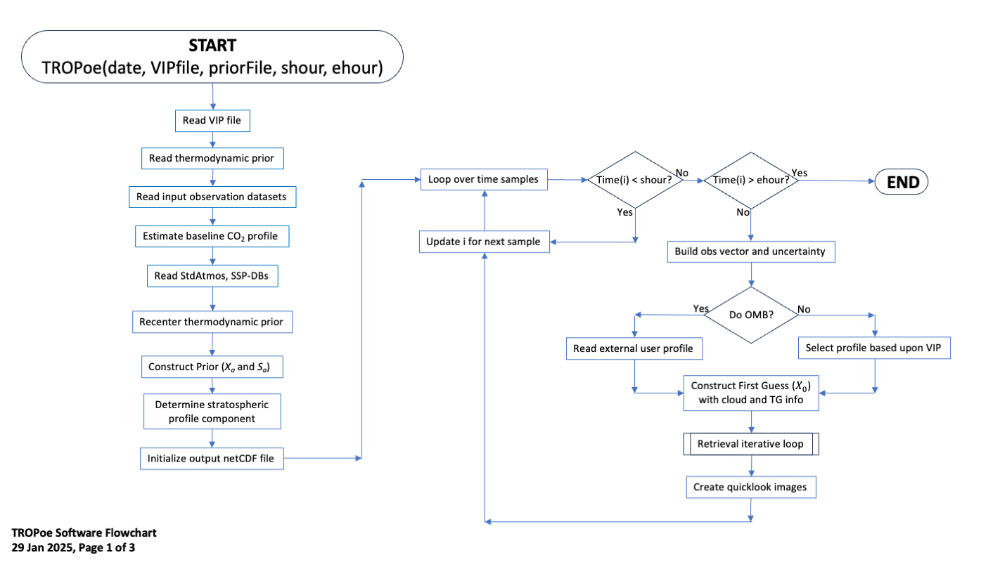 START
TROPoe(date, VIPfile, priorFile, shour, ehour)
Read VIP file
Read thermodynamic prior
Read input observation datasets
Estimate baseline CO₂ profile
Read StdAtmos, SSP-DBs
Recenter thermodynamic prior
Construct Prior (Xₐ and Sₐ)
Determine stratospheric
profile component
Initialize output netCDF file
Loop over time samples
Time(i) < shour?
No
Yes
Update i for next sample
Time(i) > ehour?
Yes
No
END
Build obs vector and uncertainty
Do OMB?
Yes
No
Read external user profile
Select profile based upon VIP
Construct First Guess (X₀)
with cloud and TG info
Retrieval iterative loop
Create quicklook images
TROPoe Software Flowchart
29 Jan 2025, Page 1 of 3